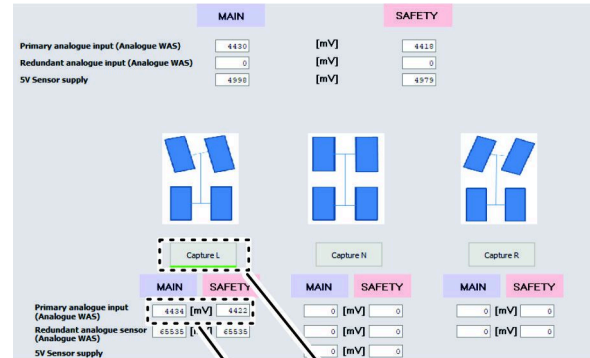 MAIN SAFETY
Primary analogue input (Analogue WAS) 4430 [mV] 4418
Redundant analogue input (Analogue WAS) 0 [mV] 0
5V Sensor supply 4998 [mV] 4979
Capture L Capture N Capture R
MAIN SAFETY MAIN SAFETY MAIN SAFETY
Primary analogue input
(Analogue WAS) 4434 [mV] 4422 0 [mV] 0 0 [mV] 0
Redundant analogue sensor
(Analogue WAS) 65535 [mV] 65535 0 [mV] 0 0 [mV] 0
5V Sensor supply 0 [mV] 0